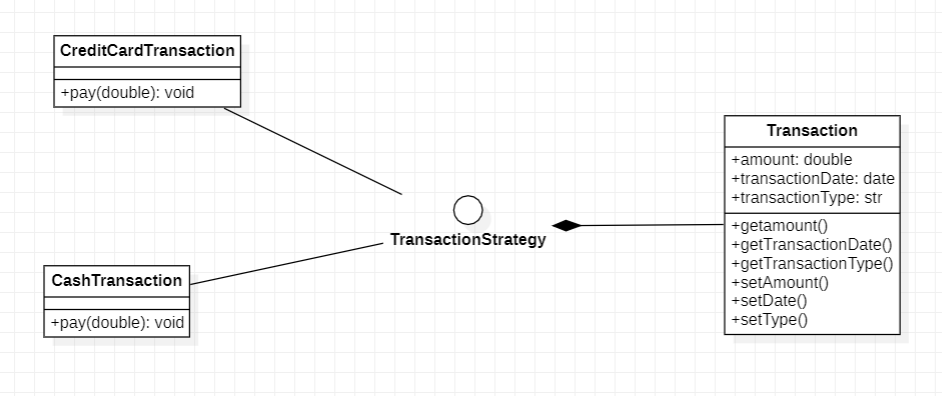 CreditCardTransaction
+pay(double): void
Transaction
+amount: double
+transactionDate: date
+transactionType: str
+getamount()
+getTransactionDate()
+getTransactionType()
+setAmount()
+setDate()
+setType()
TransactionStrategy
CashTransaction
+pay(double): void